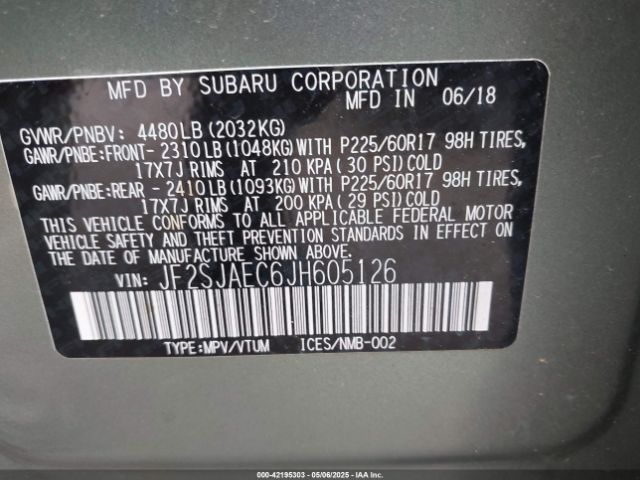 MFD BY SUBARU CORPORATION
MFD IN 06/18
GVWR/PNBV: 4480LB(2032KG)
GAWR/PNBE:FRONT-2310LB(1048KG)WITH P225/60R17 98H TIRES,
17X7J RIMS AT 210 KPA(30 PSI)COLD
GAWR/PNBE:REAR -2410LB(1093KG)WITH P225/60R17 98H TIRES,
17X7J RIMS AT 200 KPA(29 PSI)COLD
THIS VEHICLE CONFORMS TO ALL APPLICABLE FEDERAL MOTOR
VEHICLE SAFETY AND THEFT PREVENTION STANDARDS IN EFFECT
ON THE DATE OF MANUFACTURE SHOWN ABOVE.
VIN: JF2SJAEC6JH605126
TYPE:MPV/VTUM ICES/NMB-002
000-42195303 - 05/06/2025 - COPYRIGHT © 2025 IAA, INC.